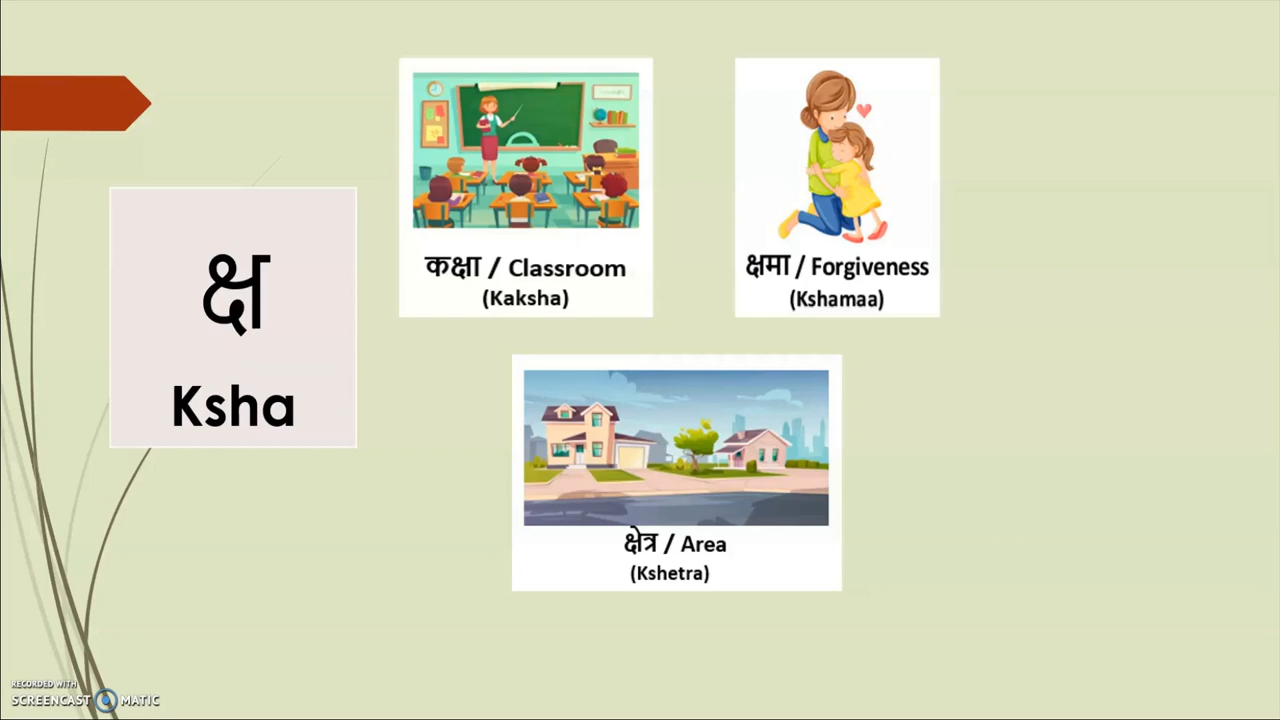 क्ष
Ksha
कक्षा / Classroom
(Kaksha)
क्षमा / Forgiveness
(Kshamaa)
क्षेत्र / Area
(Kshetra)
RECORDED WITH
SCREENCAST MATIC